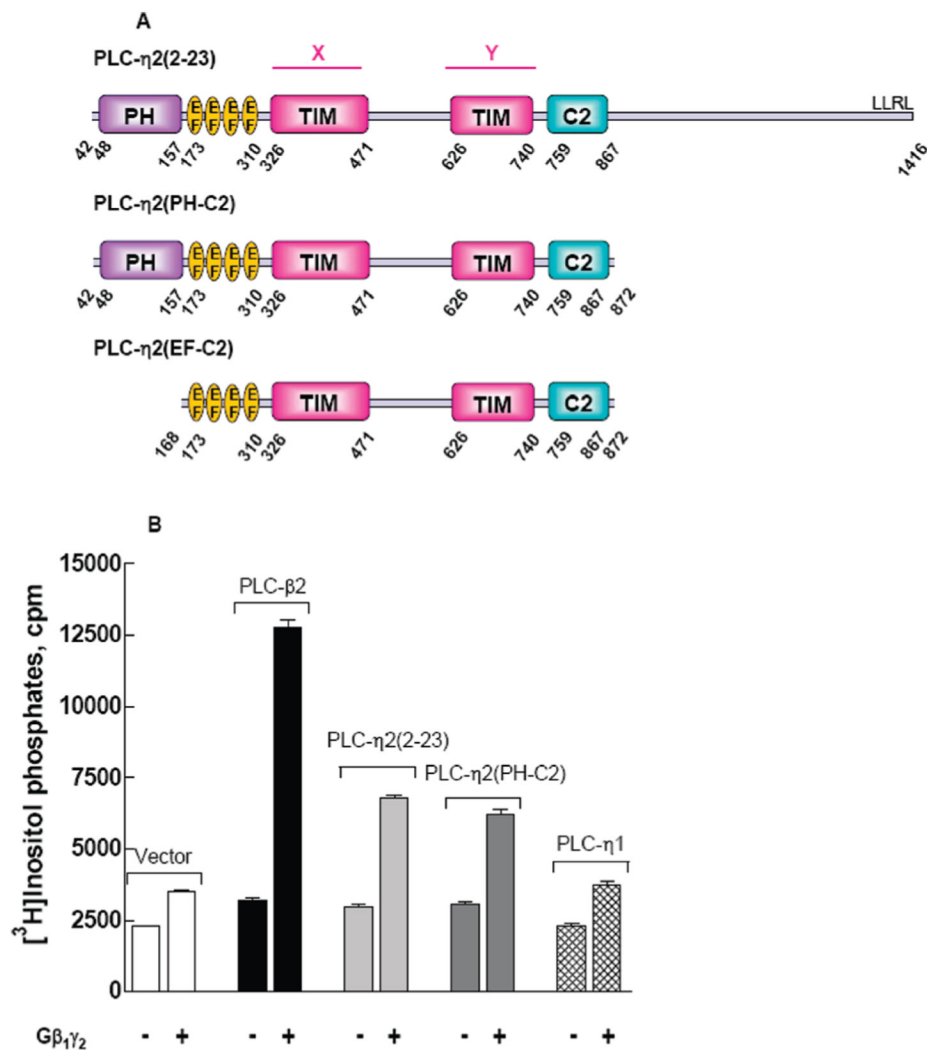 A
PLC-η2(2-23)
X Y
PH E F E F E F E F TIM TIM C2 LLRL
42 48 157 173 310 326 471 626 740 759 867 1416
PLC-η2(PH-C2)
PH E F E F E F E F TIM TIM C2
42 48 157 173 310 326 471 626 740 759 867 872
PLC-η2(EF-C2)
E F E F E F E F TIM TIM C2
168 173 310 326 471 626 740 759 867 872
B
[³H]Inositol phosphates, cpm
15000
12500
10000
7500
5000
2500
0
PLC-β2
PLC-η2(2-23)
PLC-η2(PH-C2)
Vector
PLC-η1
Gβ₁γ₂ - + - + - + - + - +